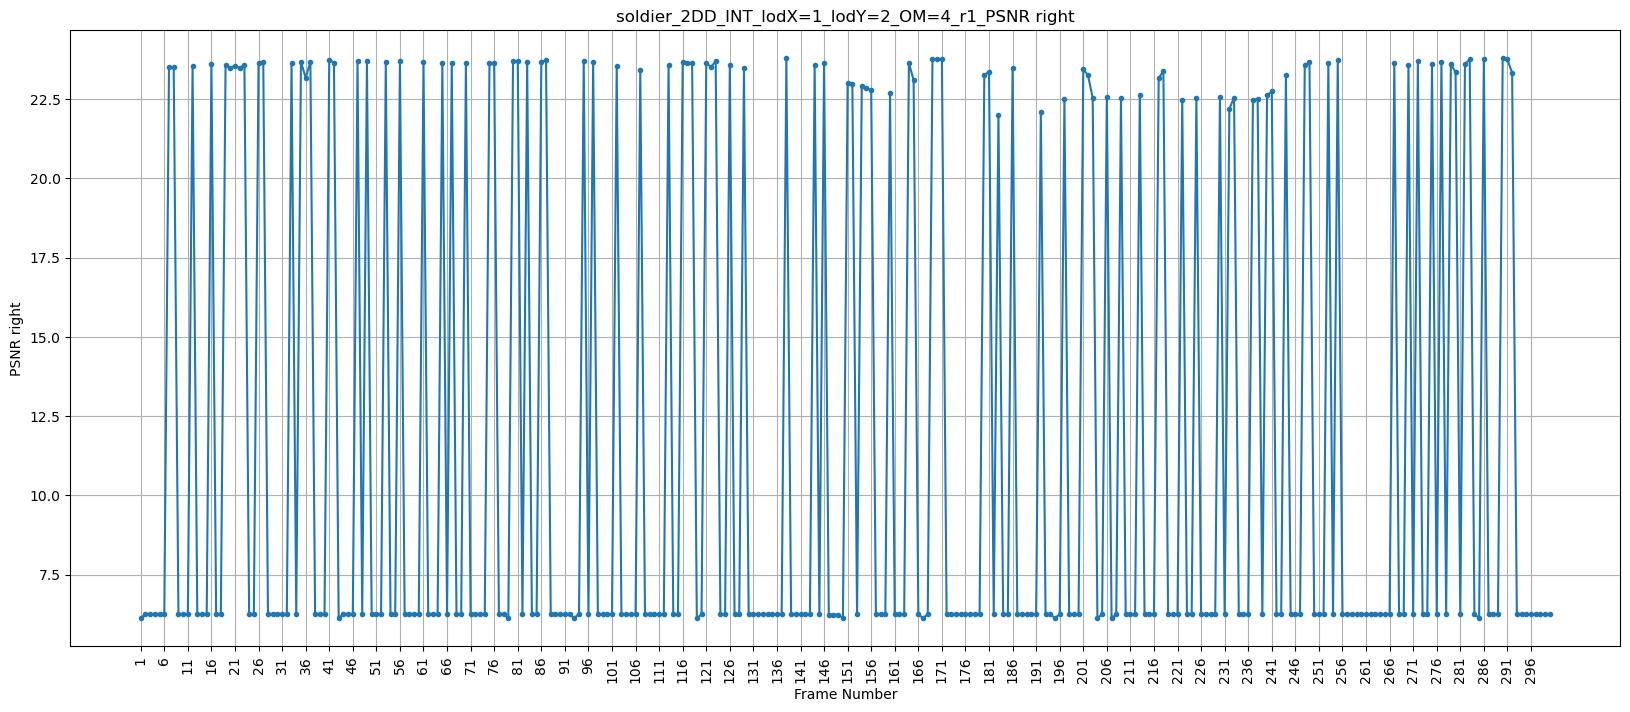 soldier_2DD_INT_lodX=1_lodY=2_OM=4_r1_PSNR right
22.5
20.0
17.5
15.0
12.5
10.0
7.5
PSNR right
1 6 11 16 21 26 31 36 41 46 51 56 61 66 71 76 81 86 91 96 101 106 111 116 121 126 131 136 141 146 151 156 161 166 171 176 181 186 191 196 201 206 211 216 221 226 231 236 241 246 251 256 261 266 271 276 281 286 291 296
Frame Number